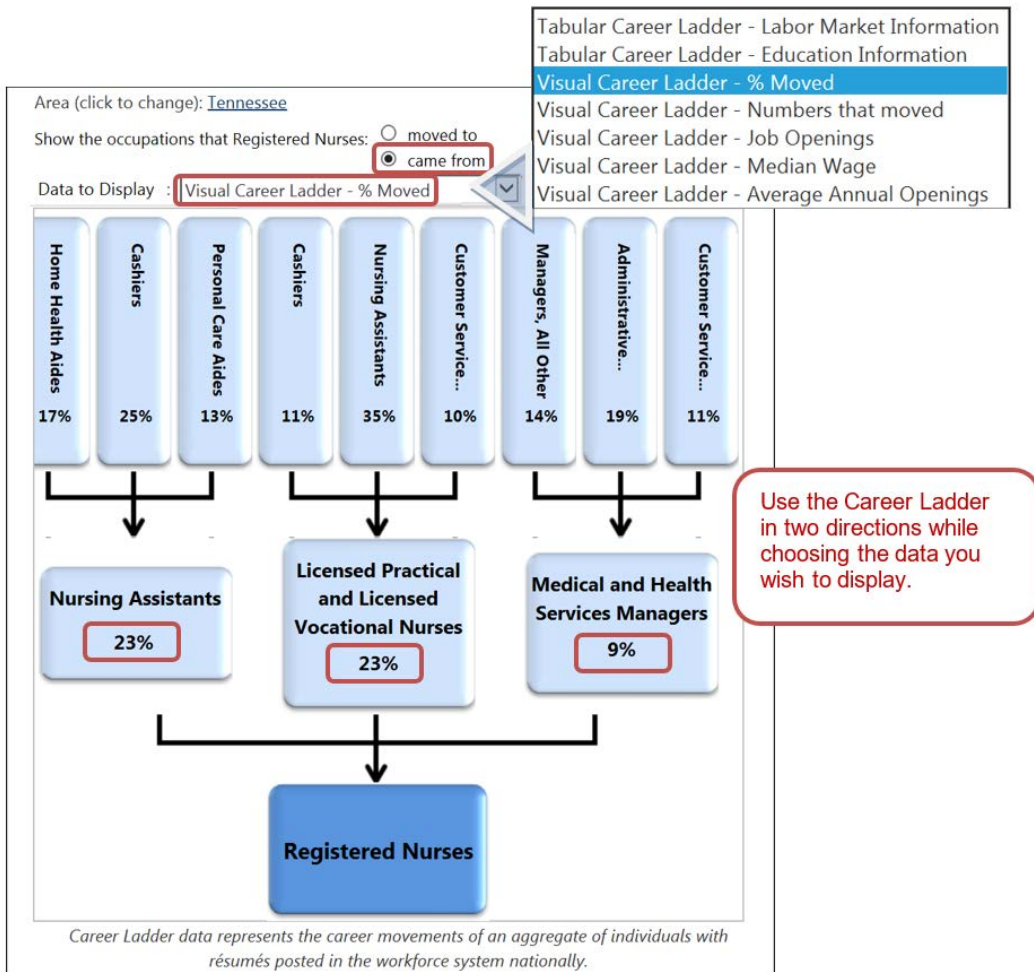 Tabular Career Ladder - Labor Market Information
Tabular Career Ladder - Education Information
Visual Career Ladder - % Moved
Visual Career Ladder - Numbers that moved
Visual Career Ladder - Job Openings
Visual Career Ladder - Median Wage
Visual Career Ladder - Average Annual Openings
Area (click to change): Tennessee
Show the occupations that Registered Nurses:
moved to
came from
Data to Display : Visual Career Ladder - % Moved
Home Health Aides
17%
Cashiers
25%
Personal Care Aides
13%
Cashiers
11%
Nursing Assistants
35%
Customer Service...
10%
Managers, All Other
14%
Administrative...
19%
Customer Service...
11%
Use the Career Ladder
in two directions while
choosing the data you
wish to display.
Nursing Assistants
23%
Licensed Practical
and Licensed
Vocational Nurses
23%
Medical and Health
Services Managers
9%
Registered Nurses
Career Ladder data represents the career movements of an aggregate of individuals with
résumés posted in the workforce system nationally.